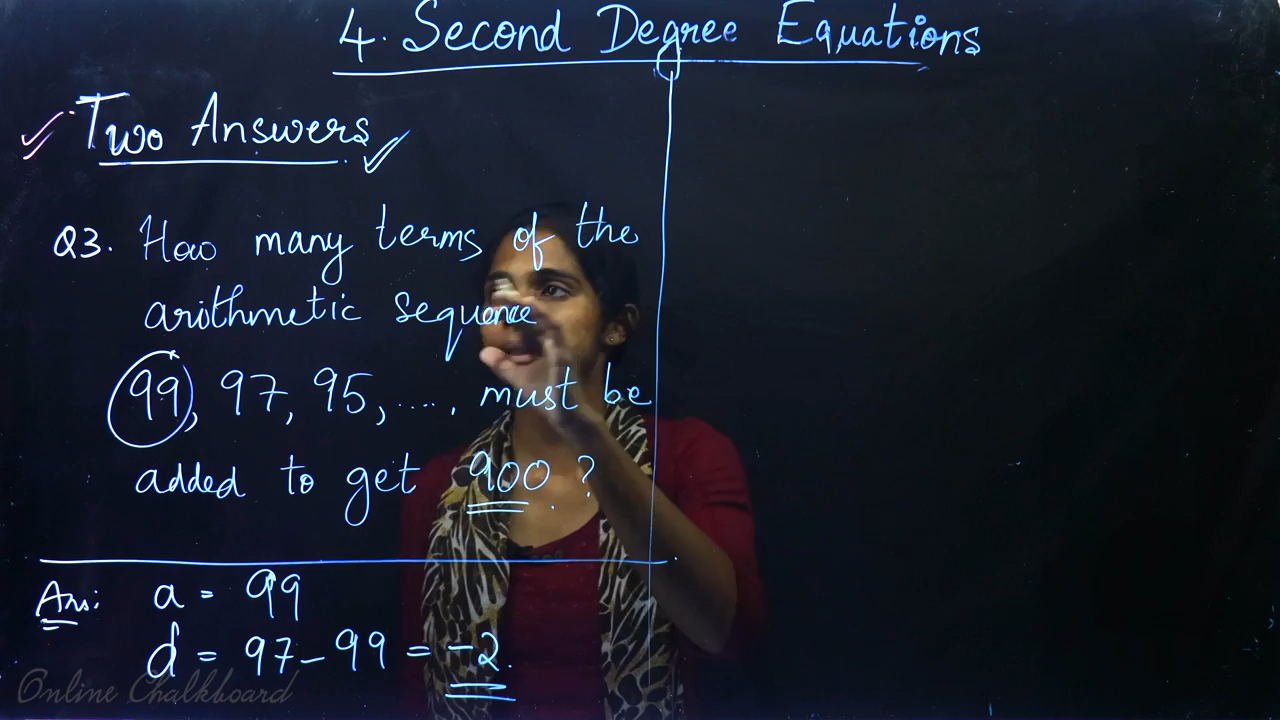 4. Second Degree Equations
Two Answers
Q3. How many terms of the
arithmetic sequence
99, 97, 95, ...., must be
added to get 900 ?
Ans: a = 99
d = 97 - 99 = -2.
Online Chalkboard